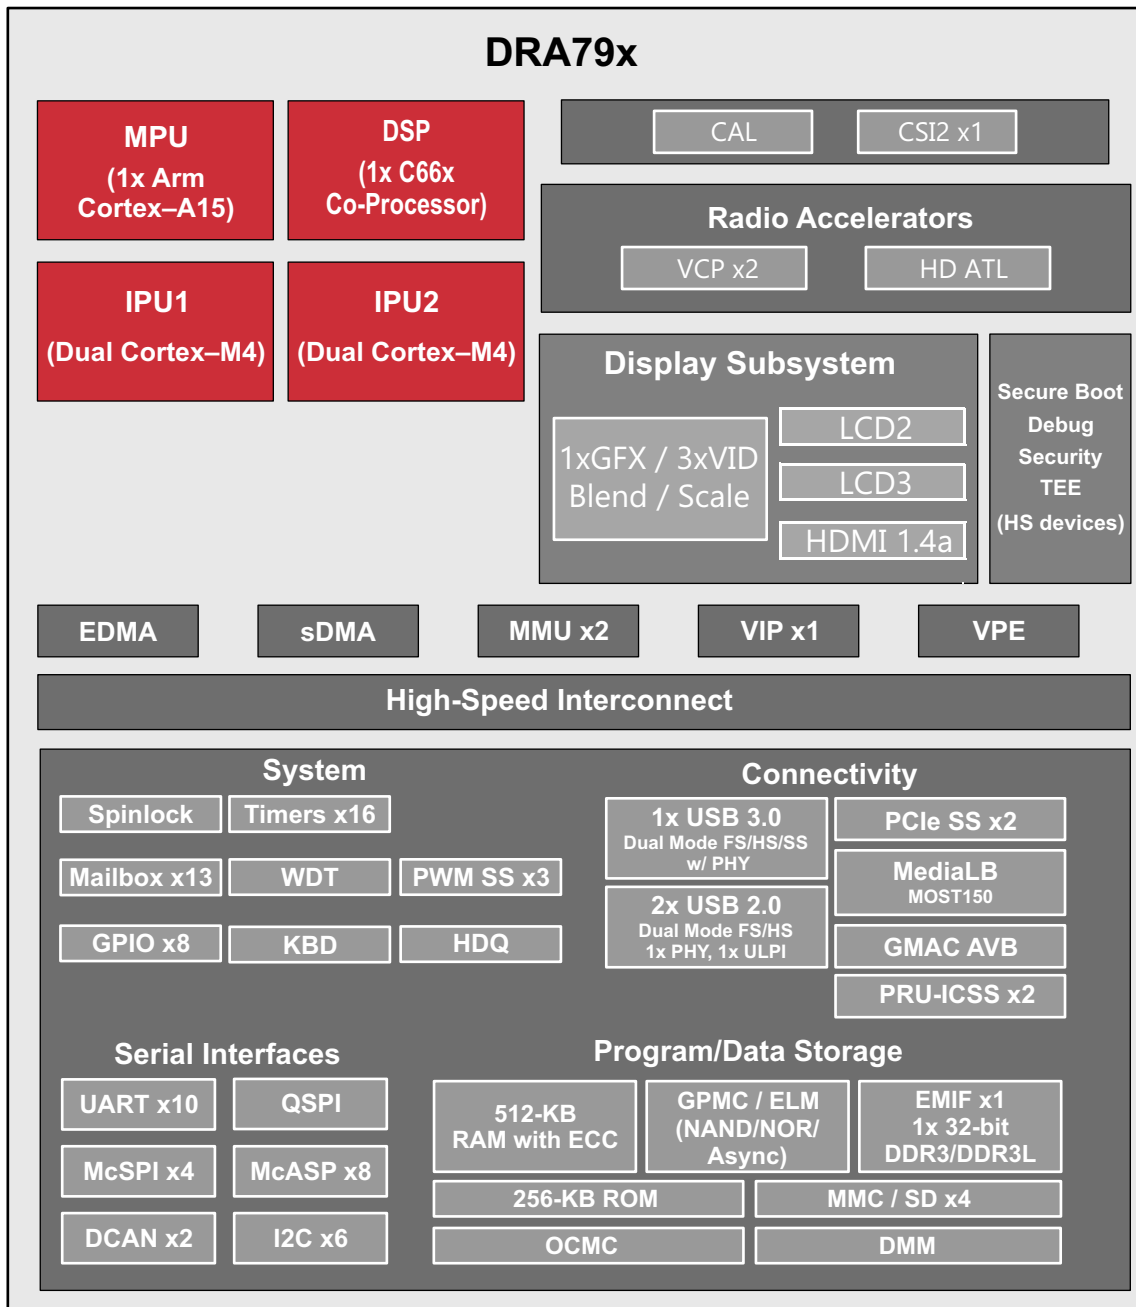 DRA79x
MPU
(1x Arm
Cortex–A15)
DSP
(1x C66x
Co-Processor)
IPU1
(Dual Cortex–M4)
IPU2
(Dual Cortex–M4)
CAL
CSI2 x1
Radio Accelerators
VCP x2
HD ATL
Display Subsystem
1xGFX / 3xVID
Blend / Scale
LCD2
LCD3
HDMI 1.4a
Secure Boot
Debug
Security
TEE
(HS devices)
EDMA
sDMA
MMU x2
VIP x1
VPE
High-Speed Interconnect
System
Spinlock
Timers x16
Mailbox x13
WDT
PWM SS x3
GPIO x8
KBD
HDQ
Connectivity
1x USB 3.0
Dual Mode FS/HS/SS
w/ PHY
2x USB 2.0
Dual Mode FS/HS
1x PHY, 1x ULPI
PCIe SS x2
MediaLB
MOST150
GMAC AVB
PRU-ICSS x2
Serial Interfaces
UART x10
QSPI
McSPI x4
McASP x8
DCAN x2
I2C x6
Program/Data Storage
512-KB
RAM with ECC
GPMC / ELM
(NAND/NOR/
Async)
EMIF x1
1x 32-bit
DDR3/DDR3L
256-KB ROM
MMC / SD x4
OCMC
DMM